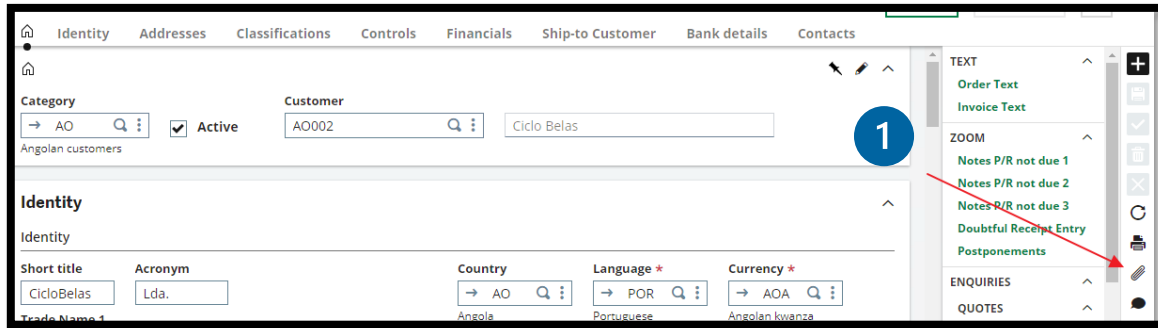 Identity Addresses Classifications Controls Financials Ship-to Customer Bank details Contacts
Category Customer
AO Active AO002 Ciclo Belas
Angolan customers
1
Identity
Identity
Short title Acronym Country Language * Currency *
CicloBelas Lda. AO POR AOA
Trade Name 1 Angola Portuguese Angolan kwanza
TEXT
Order Text
Invoice Text
ZOOM
Notes P/R not due 1
Notes P/R not due 2
Notes P/R not due 3
Doubtful Receipt Entry
Postponements
ENQUIRIES
QUOTES